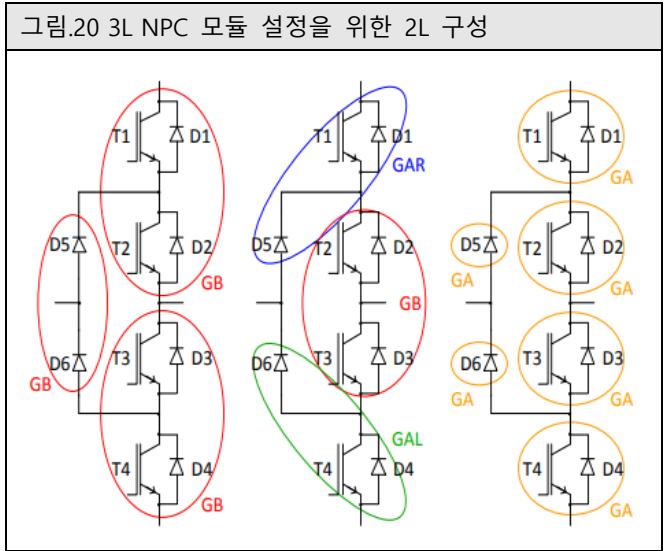 그림.20 3L NPC 모듈 설정을 위한 2L 구성
T1 D1
D5 T2 D2
GB
D6 T3 D3
GB
T4 D4
GB
T1 D1
GAR
D5 T2 D2
GB
D6 T3 D3
GAL
T4 D4
T1 D1
GA
D5 T2 D2
GA GA
D6 T3 D3
GA GA
T4 D4
GA